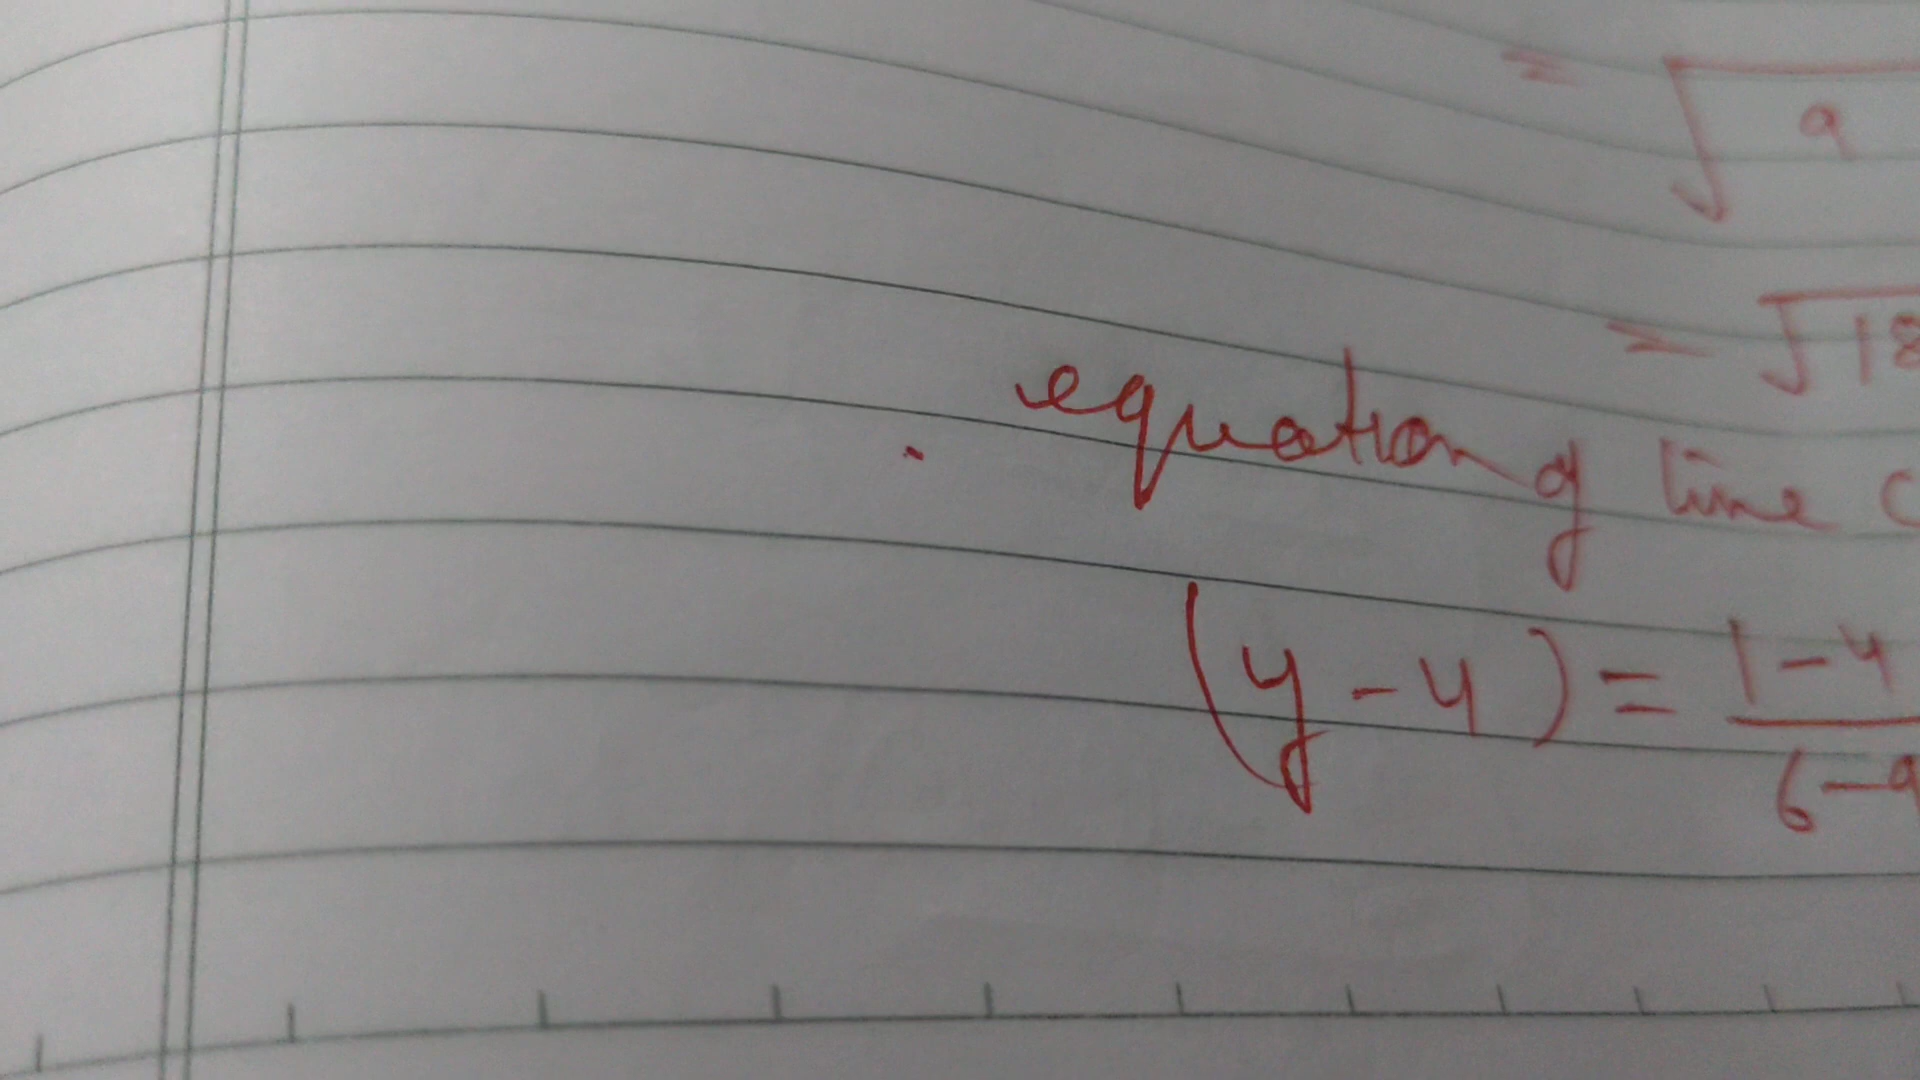 = √9
= √18
equation of line C
(y-4) = 1-4
6-9